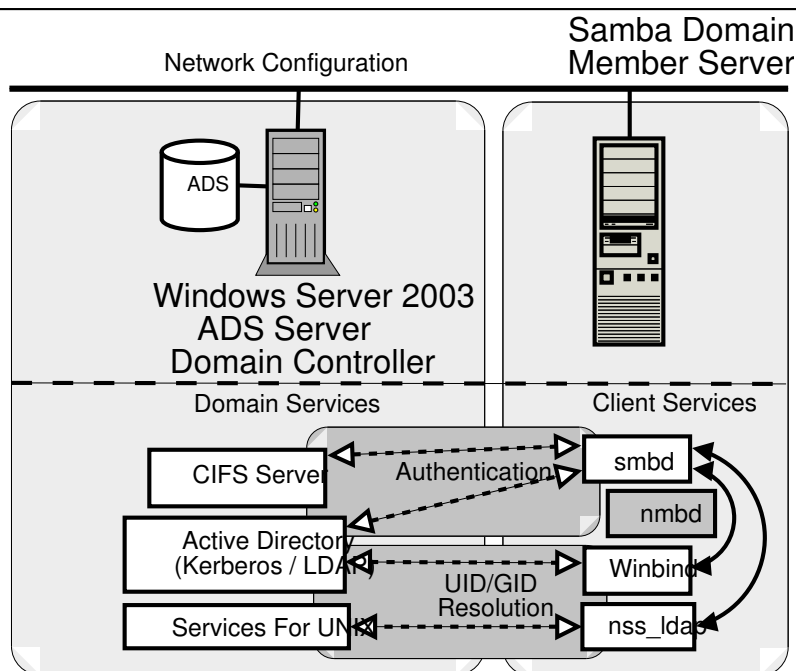 Samba Domain
Member Server
Network Configuration
ADS
Windows Server 2003
ADS Server
Domain Controller
Domain Services
Client Services
CIFS Server
Authentication
smbd
nmbd
Active Directory
(Kerberos / LDAP)
UID/GID
Resolution
Winbind
Services For UNIX
nss_ldap